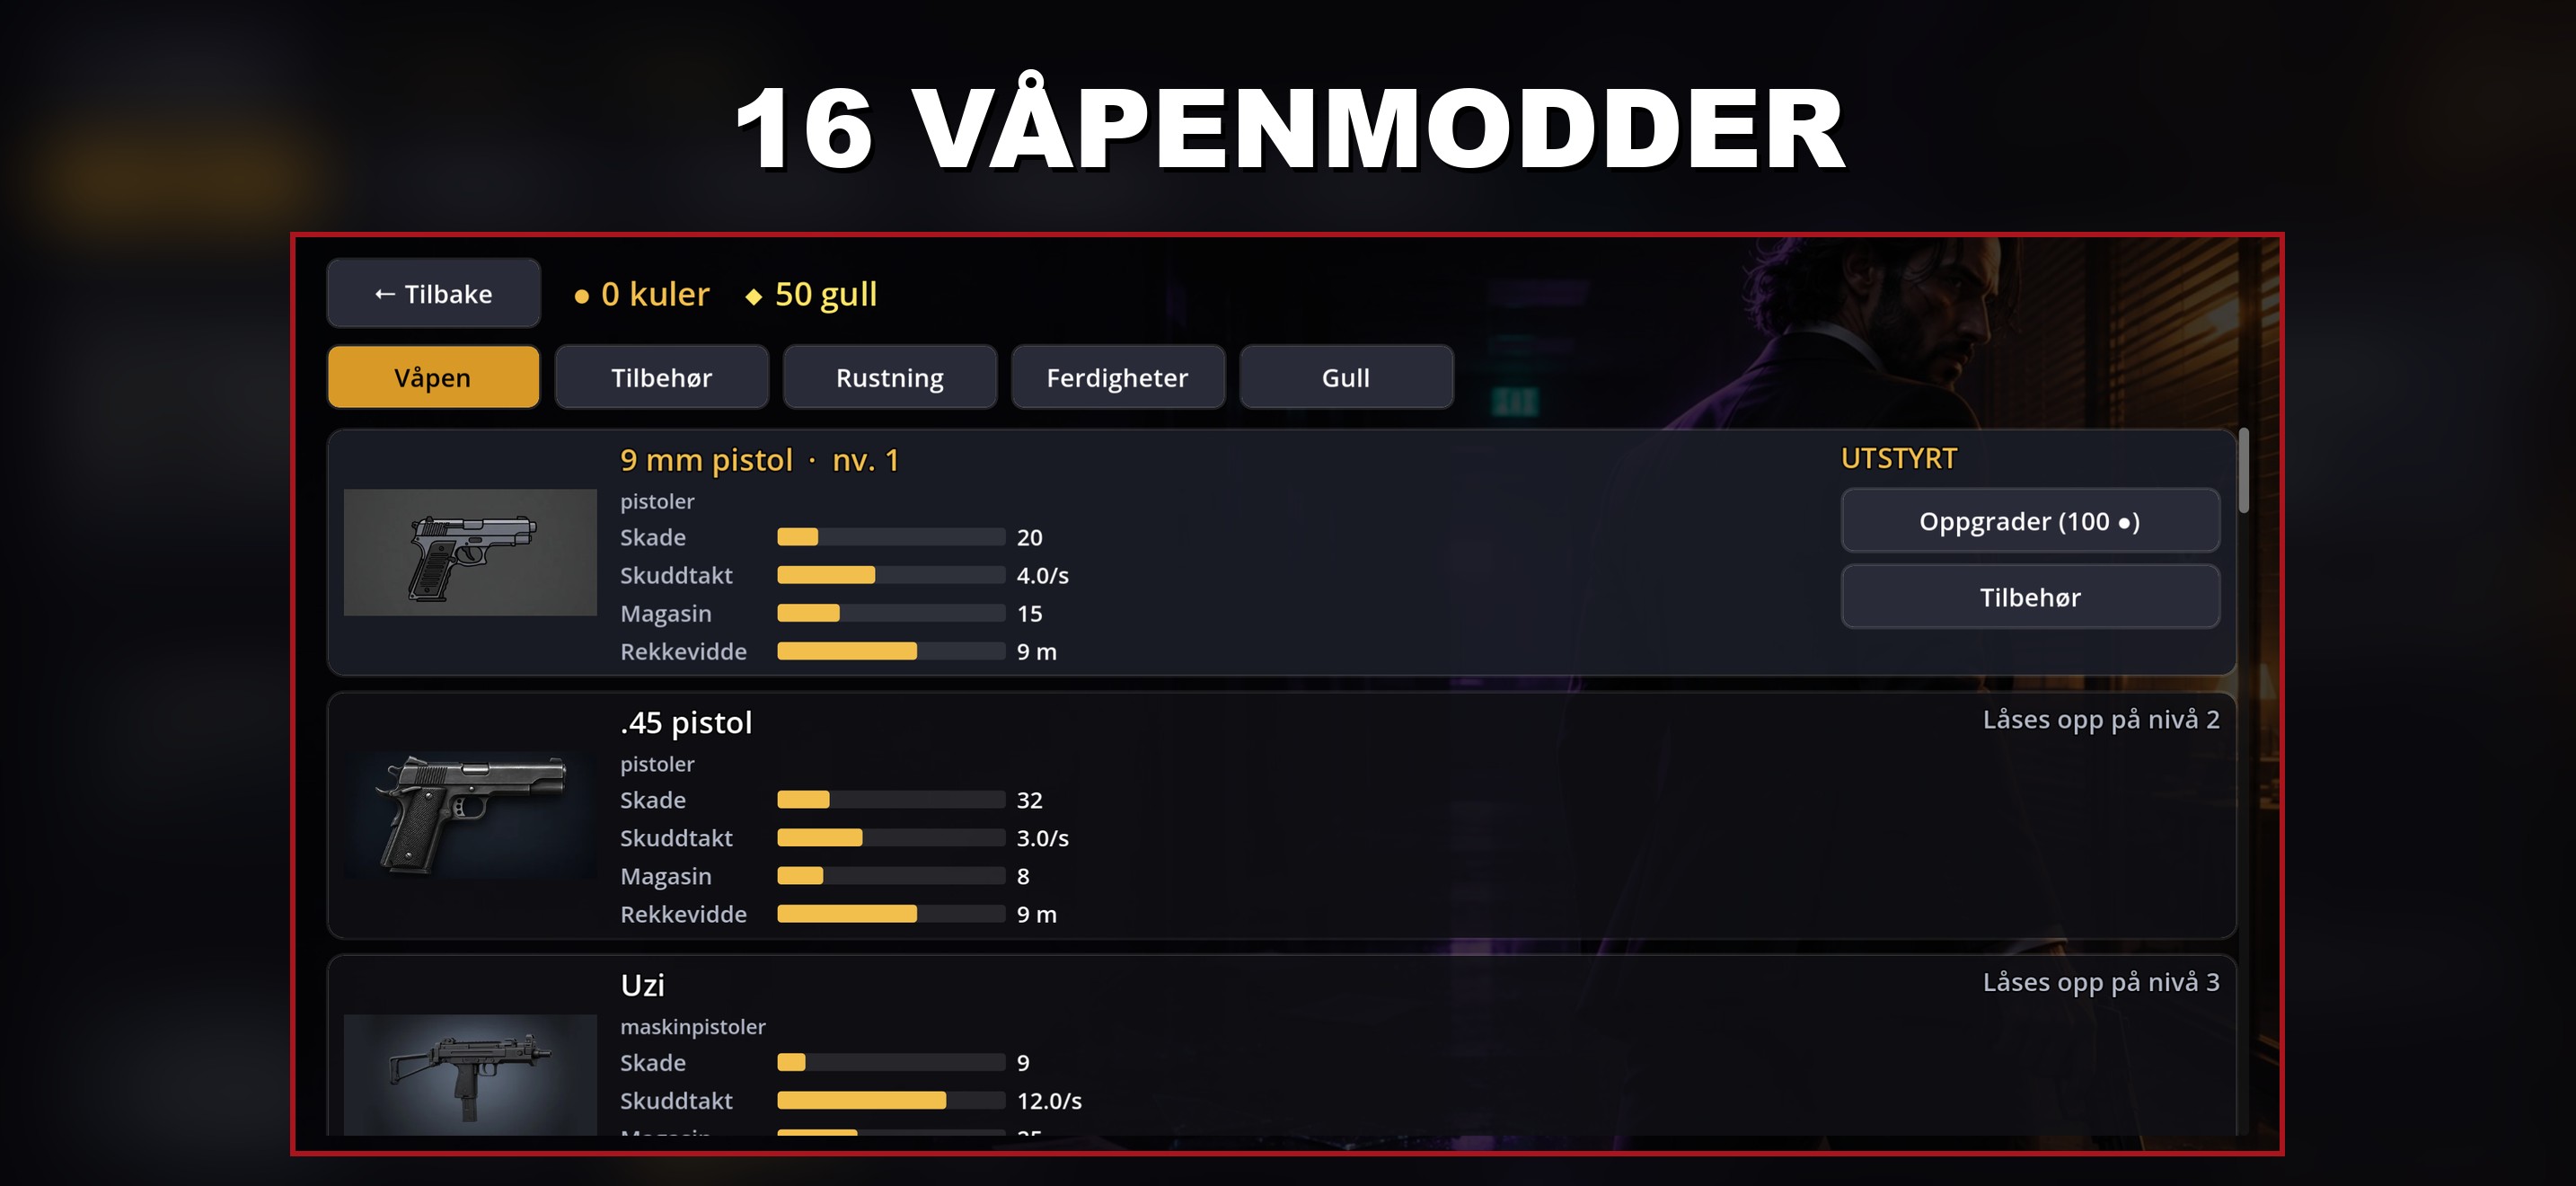 16 VÅPENMODDER
← Tilbake ● 0 kuler ◆ 50 gull
Våpen Tilbehør Rustning Ferdigheter Gull
9 mm pistol · nv. 1
UTSTYRT
pistoler
Skade 20
Skuddtakt 4.0/s
Magasin 15
Rekkevidde 9 m
Oppgrader (100 ●)
Tilbehør
.45 pistol
Låses opp på nivå 2
pistoler
Skade 32
Skuddtakt 3.0/s
Magasin 8
Rekkevidde 9 m
Uzi
Låses opp på nivå 3
maskinpistoler
Skade 9
Skuddtakt 12.0/s
Magasin